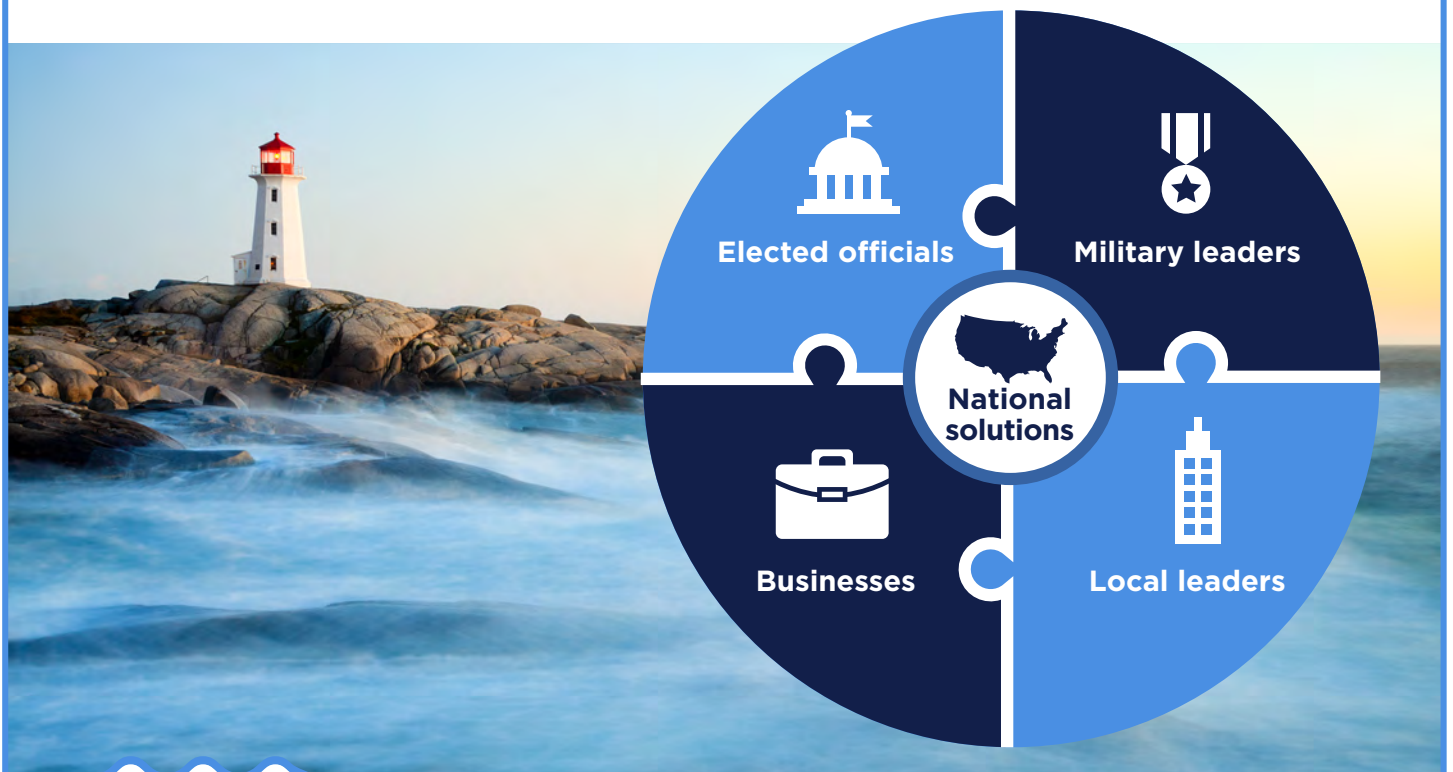 Elected officials
Military leaders
National
solutions
Businesses
Local leaders